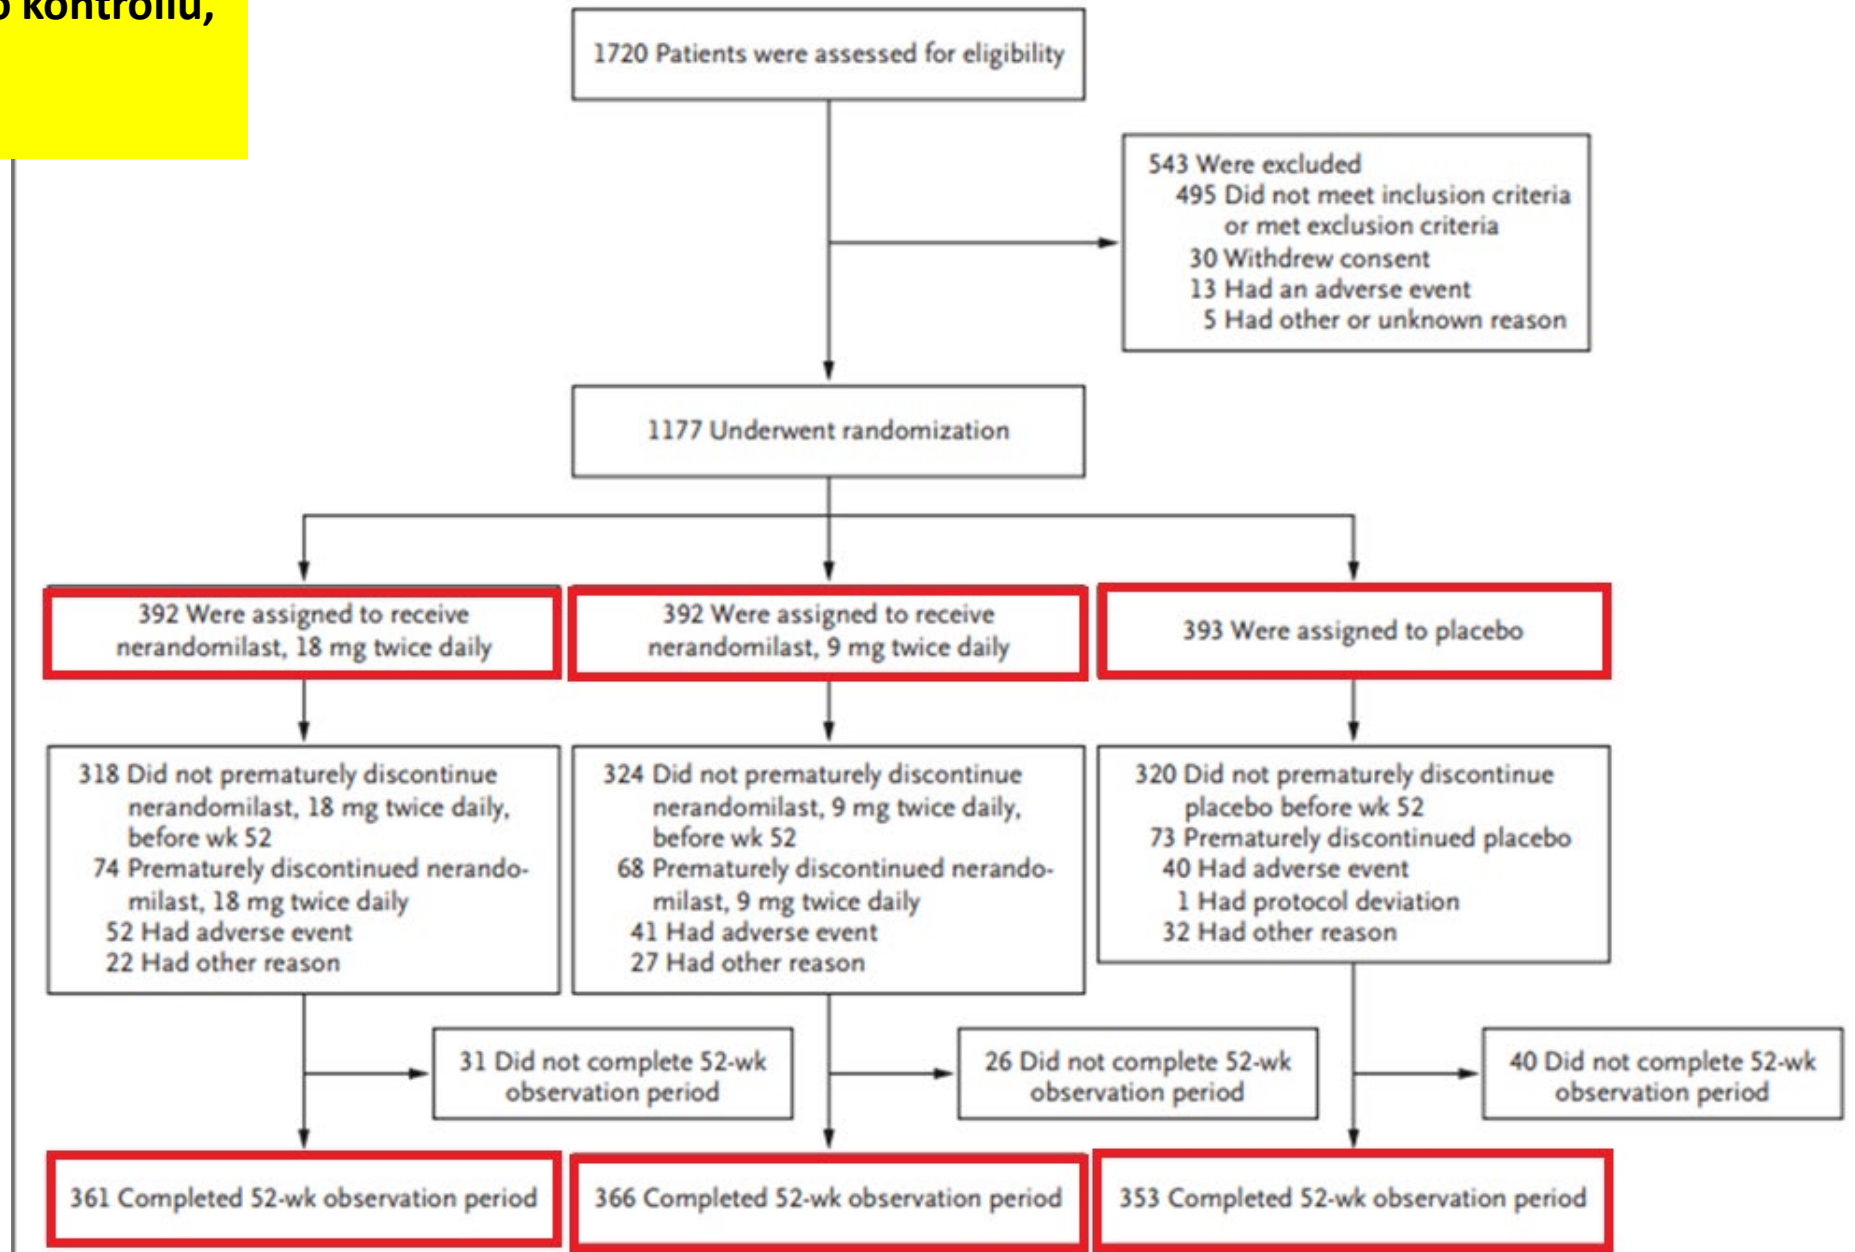 kontrollu,
1720 Patients were assessed for eligibility
543 Were excluded
495 Did not meet inclusion criteria
or met exclusion criteria
30 Withdrew consent
13 Had an adverse event
5 Had other or unknown reason
1177 Underwent randomization
392 Were assigned to receive
nerandomilast, 18 mg twice daily
392 Were assigned to receive
nerandomilast, 9 mg twice daily
393 Were assigned to placebo
318 Did not prematurely discontinue
nerandomilast, 18 mg twice daily,
before wk 52
74 Prematurely discontinued nerando-
milast, 18 mg twice daily
52 Had adverse event
22 Had other reason
324 Did not prematurely discontinue
nerandomilast, 9 mg twice daily,
before wk 52
68 Prematurely discontinued nerando-
milast, 9 mg twice daily
41 Had adverse event
27 Had other reason
320 Did not prematurely discontinue
placebo before wk 52
73 Prematurely discontinued placebo
40 Had adverse event
1 Had protocol deviation
32 Had other reason
31 Did not complete 52-wk
observation period
26 Did not complete 52-wk
observation period
40 Did not complete 52-wk
observation period
361 Completed 52-wk observation period
366 Completed 52-wk observation period
353 Completed 52-wk observation period